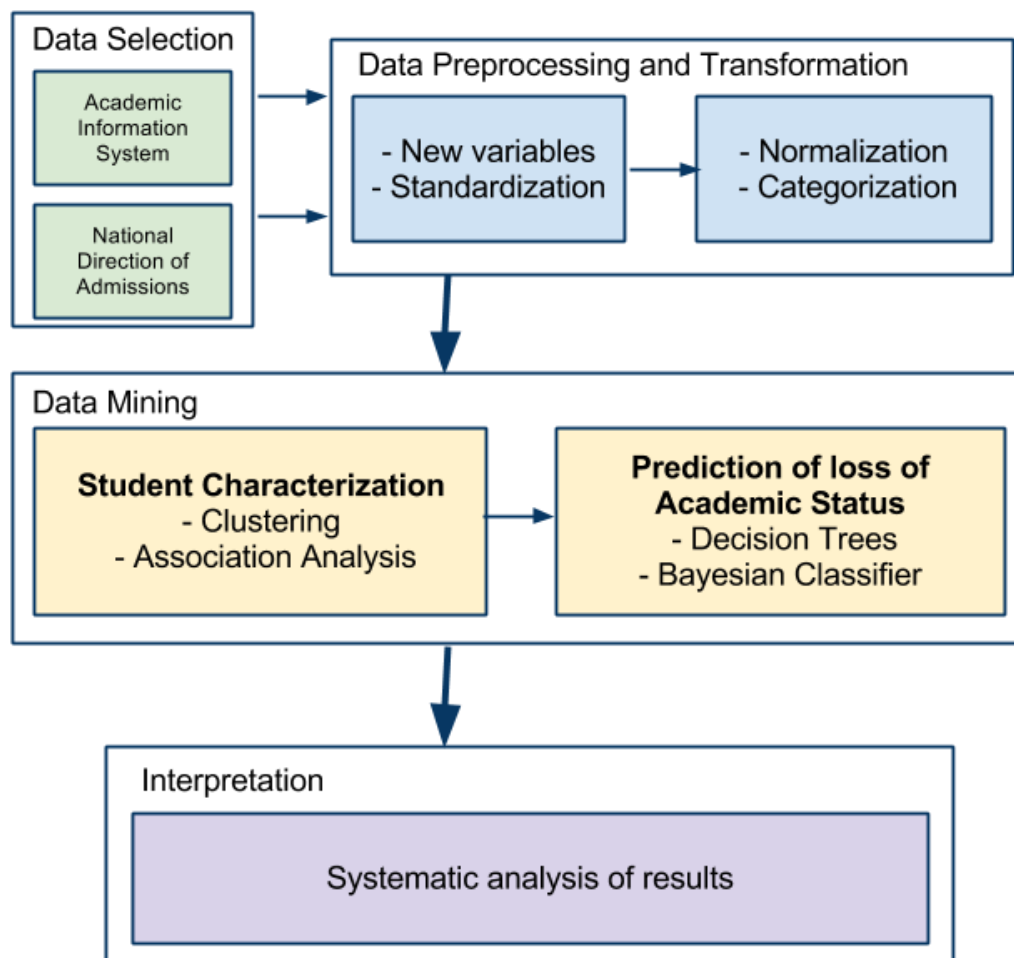 Data Selection
Academic
Information
System
National
Direction of
Admissions
Data Preprocessing and Transformation
- New variables
- Standardization
- Normalization
- Categorization
Data Mining
Student Characterization
- Clustering
- Association Analysis
Prediction of loss of
Academic Status
- Decision Trees
- Bayesian Classifier
Interpretation
Systematic analysis of results